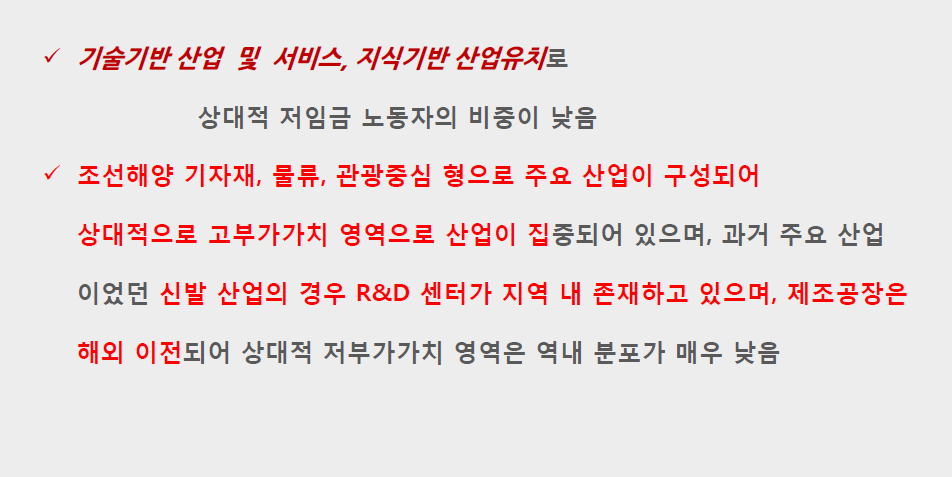 ✓ 기술기반 산업 및 서비스, 지식기반 산업유치로
상대적 저임금 노동자의 비중이 낮음
✓ 조선해양 기자재, 물류, 관광중심 형으로 주요 산업이 구성되어
상대적으로 고부가가치 영역으로 산업이 집중되어 있으며, 과거 주요 산업
이었던 신발 산업의 경우 R&D 센터가 지역 내 존재하고 있으며, 제조공장은
해외 이전되어 상대적 저부가가치 영역은 역내 분포가 매우 낮음